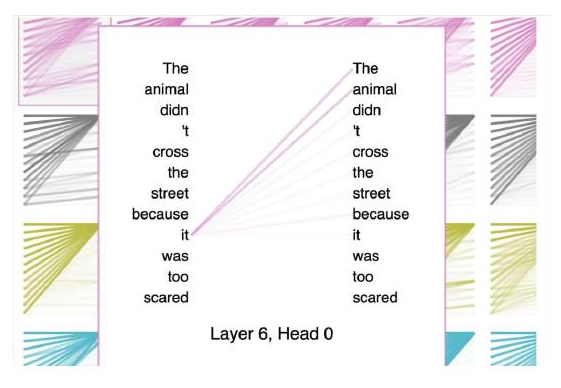 The The
animal animal
didn didn
't 't
cross cross
the the
street street
because because
it it
was was
too too
scared scared
Layer 6, Head 0